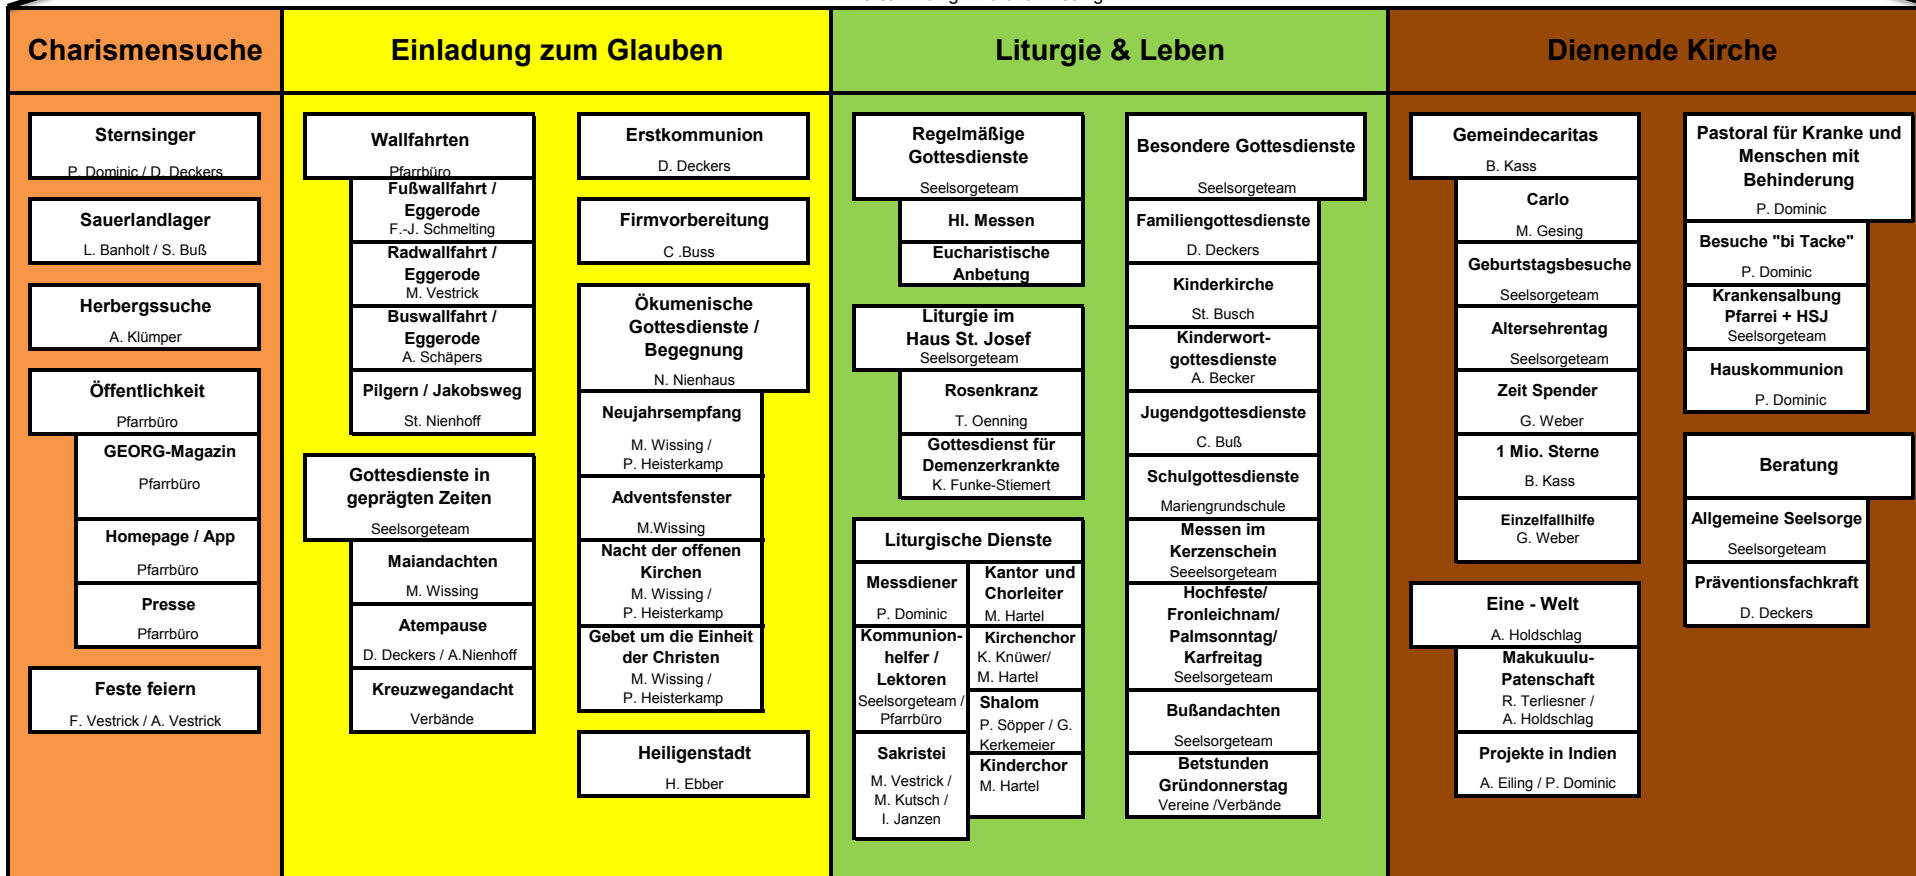 Charismensuche
Einladung zum Glauben
Liturgie & Leben
Dienende Kirche
Sternsinger
P. Dominic / D. Deckers
Sauerlandlager
L. Banholt / S. Buß
Herbergssuche
A. Klümper
Öffentlichkeit
Pfarrbüro
GEORG-Magazin
Pfarrbüro
Homepage / App
Pfarrbüro
Presse
Pfarrbüro
Feste feiern
F. Vestrick / A. Vestrick
Wallfahrten
Pfarrbüro
Fußwallfahrt /
Eggerode
F.-J. Schmelting
Radwallfahrt /
Eggerode
M. Vestrick
Buswallfahrt /
Eggerode
A. Schäpers
Pilgern / Jakobsweg
St. Nienhoff
Gottesdienste in
geprägten Zeiten
Seelsorgeteam
Maiandachten
M. Wissing
Atempause
D. Deckers / A.Nienhoff
Kreuzwegandacht
Verbände
Erstkommunion
D. Deckers
Firmvorbereitung
C .Buss
Ökumenische
Gottesdienste /
Begegnung
N. Nienhaus
Neujahrsempfang
M. Wissing /
P. Heisterkamp
Adventsfenster
M.Wissing
Nacht der offenen
Kirchen
M. Wissing /
P. Heisterkamp
Gebet um die Einheit
der Christen
M. Wissing /
P. Heisterkamp
Heiligenstadt
H. Ebber
Regelmäßige
Gottesdienste
Seelsorgeteam
Hl. Messen
Eucharistische
Anbetung
Liturgie im
Haus St. Josef
Seelsorgeteam
Rosenkranz
T. Oenning
Gottesdienst für
Demenzerkrankte
K. Funke-Stiemert
Liturgische Dienste
Messdiener
P. Dominic
Kommunion-
helfer /
Lektoren
Seelsorgeteam /
Pfarrbüro
Sakristei
M. Vestrick /
M. Kutsch /
I. Janzen
Kantor und
Chorleiter
M. Hartel
Kirchenchor
K. Knüwer/
M. Hartel
Shalom
P. Söpper / G.
Kerkemeier
Kinderchor
M. Hartel
Besondere Gottesdienste
Seelsorgeteam
Familiengottesdienste
D. Deckers
Kinderkirche
St. Busch
Kinderwort-
gottesdienste
A. Becker
Jugendgottesdienste
C. Buß
Schulgottesdienste
Mariengrundschule
Messen im
Kerzenschein
Seeelsorgeteam
Hochfeste/
Fronleichnam/
Palmsonntag/
Karfreitag
Seelsorgeteam
Bußandachten
Seelsorgeteam
Betstunden
Gründonnerstag
Vereine /Verbände
Gemeindecaritas
B. Kass
Carlo
M. Gesing
Geburtstagsbesuche
Seelsorgeteam
Altersehrentag
Seelsorgeteam
Zeit Spender
G. Weber
1 Mio. Sterne
B. Kass
Einzelfallhilfe
G. Weber
Eine - Welt
A. Holdschlag
Makukuulu-
Patenschaft
R. Terliesner /
A. Holdschlag
Projekte in Indien
A. Eiling / P. Dominic
Pastoral für Kranke und
Menschen mit
Behinderung
P. Dominic
Besuche "bi Tacke"
P. Dominic
Krankensalbung
Pfarrei + HSJ
Seelsorgeteam
Hauskommunion
P. Dominic
Beratung
Allgemeine Seelsorge
Seelsorgeteam
Präventionsfachkraft
D. Deckers